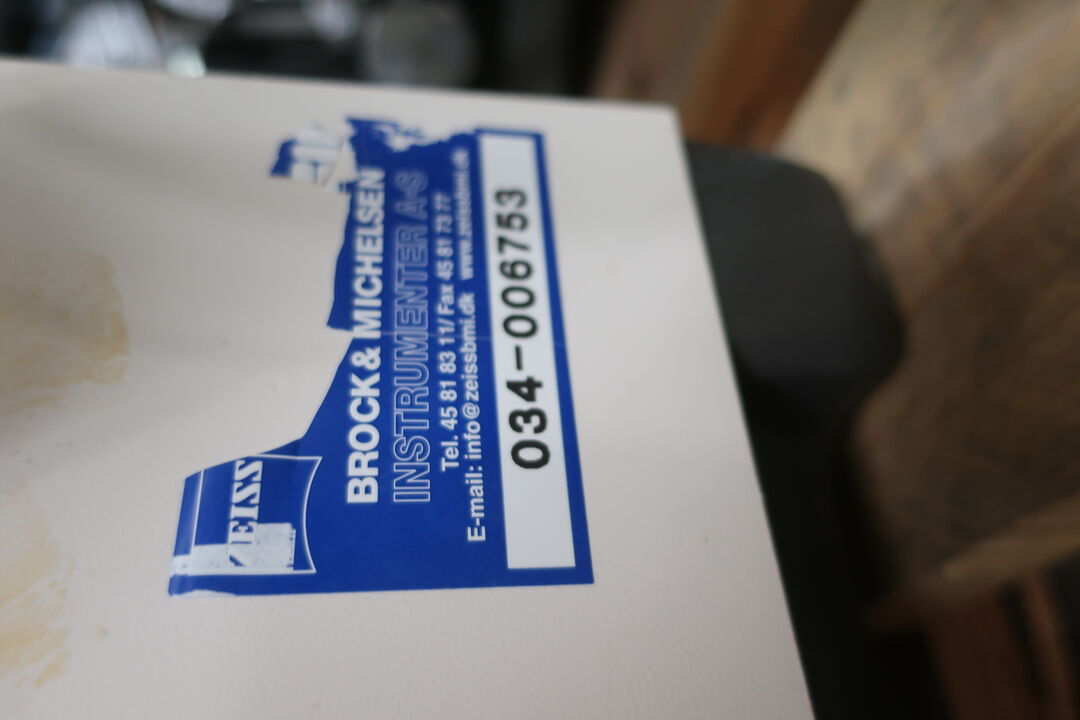 ZEISS
BROCK & MICHELSEN
INSTRUMENTER A·S
Tel. 45 81 83 11/ Fax 45 81 73 77
E-mail: info@zeissbmi.dk www.zeissbmi.dk
034-006753